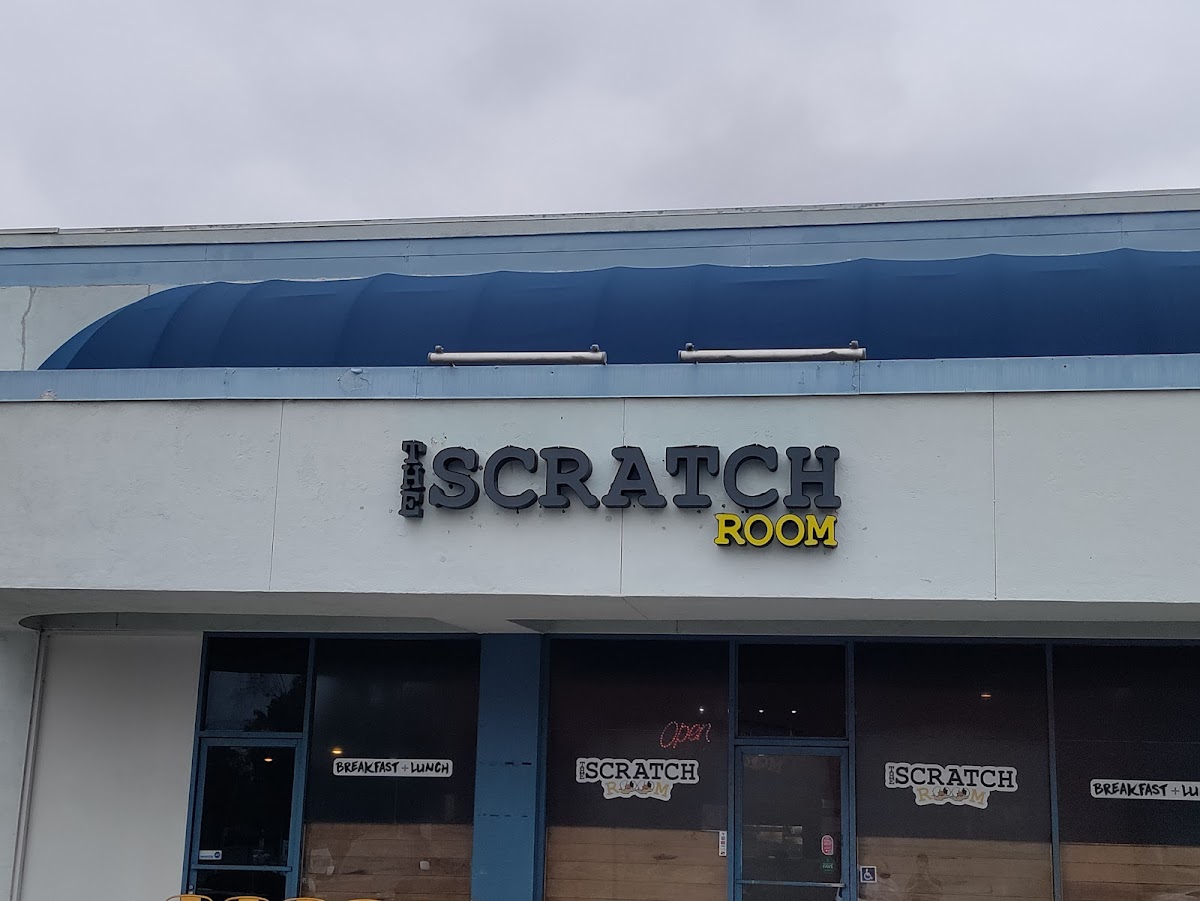 THE SCRATCH
ROOM
Open
BREAKFAST + LUNCH
THE SCRATCH
ROOM
THE SCRATCH
ROOM
BREAKFAST + LU